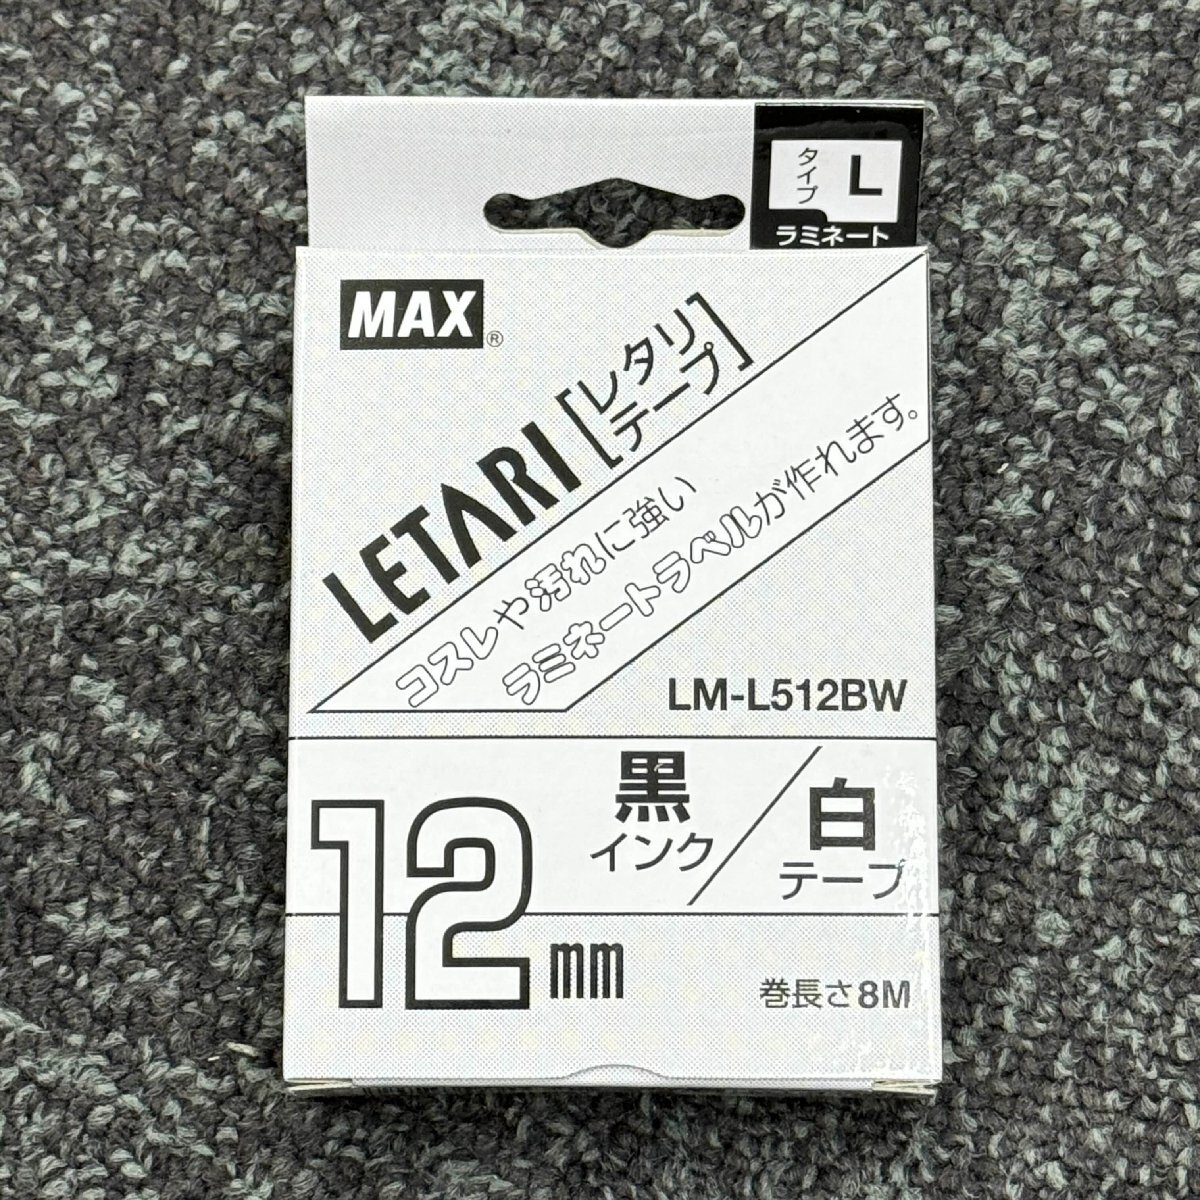 タイプ L
ラミネート
MAX®
LETARI [レタリテープ]
コスレや汚れに強い
ラミネートラベルが作れます。
LM-L512BW
黒インク/白テープ
12mm
巻長さ8M